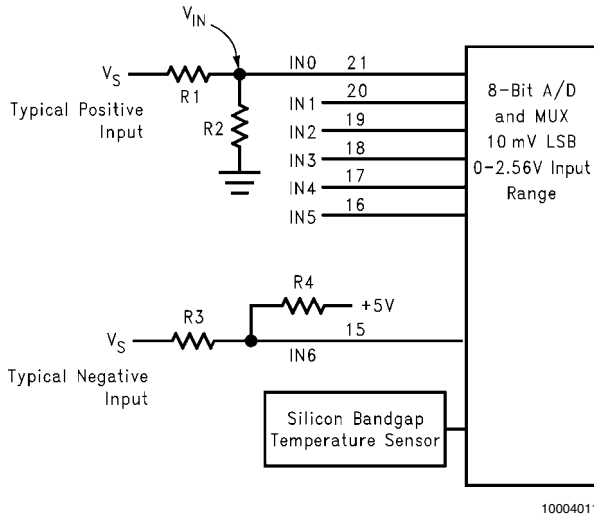 V_IN
V_S
R1
IN0 21
Typical Positive
Input
R2
IN1 20
IN2 19
IN3 18
IN4 17
IN5 16
8-Bit A/D
and MUX
10 mV LSB
0-2.56V Input
Range
R4
+5V
R3
V_S
15
IN6
Typical Negative
Input
Silicon Bandgap
Temperature Sensor
10004011